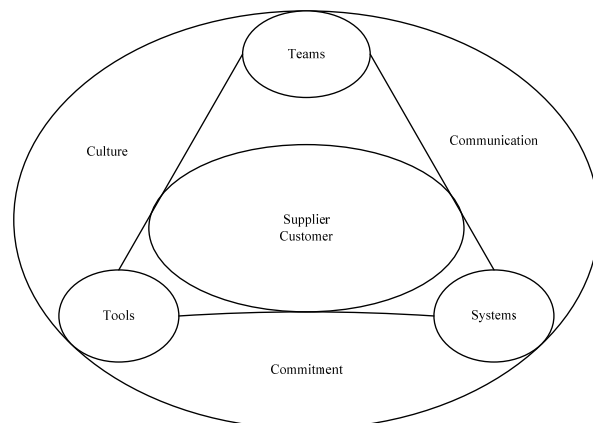 Teams
Culture
Communication
Supplier
Customer
Tools
Systems
Commitment